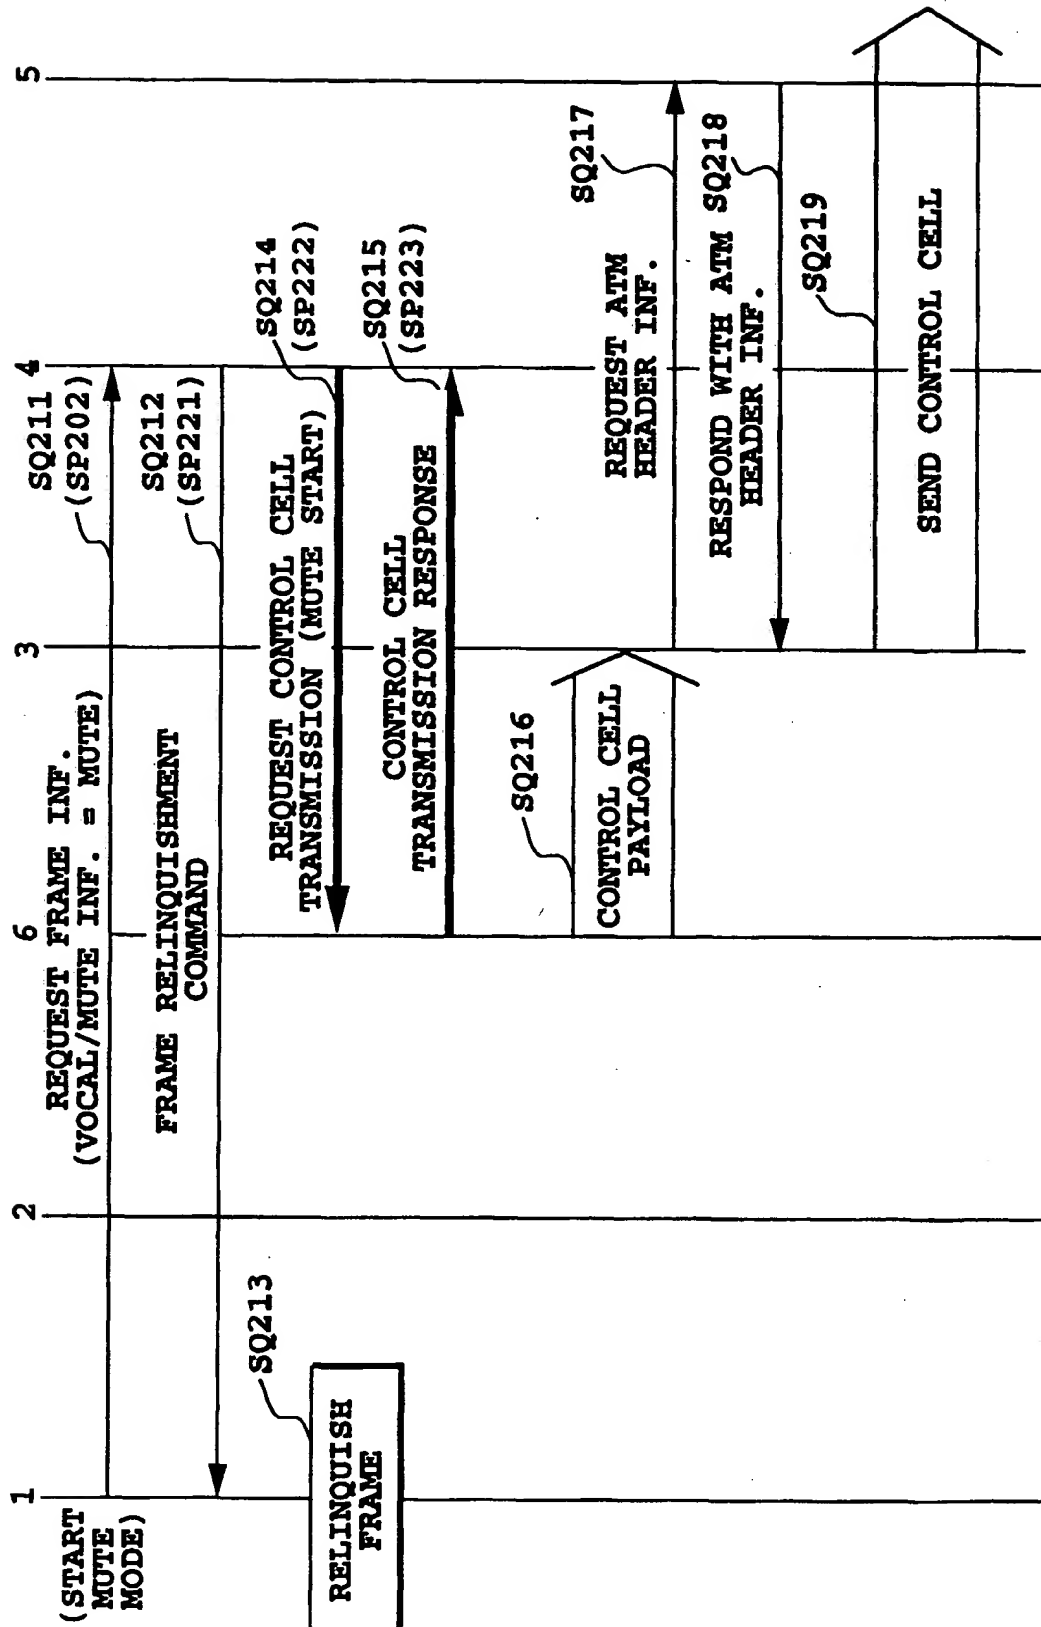 1
2
6
3
4
5
(START
MUTE
MODE)
REQUEST FRAME INF.
(VOCAL/MUTE INF. = MUTE)
SQ211
(SP202)
FRAME RELINQUISHMENT
COMMAND
SQ212
(SP221)
RELINQUISH
FRAME
SQ213
REQUEST CONTROL CELL
TRANSMISSION (MUTE START)
SQ214
(SP222)
CONTROL CELL
TRANSMISSION RESPONSE
SQ215
(SP223)
SQ216
CONTROL CELL
PAYLOAD
REQUEST ATM
HEADER INF.
SQ217
RESPOND WITH ATM
HEADER INF.
SQ218
SQ219
SEND CONTROL CELL